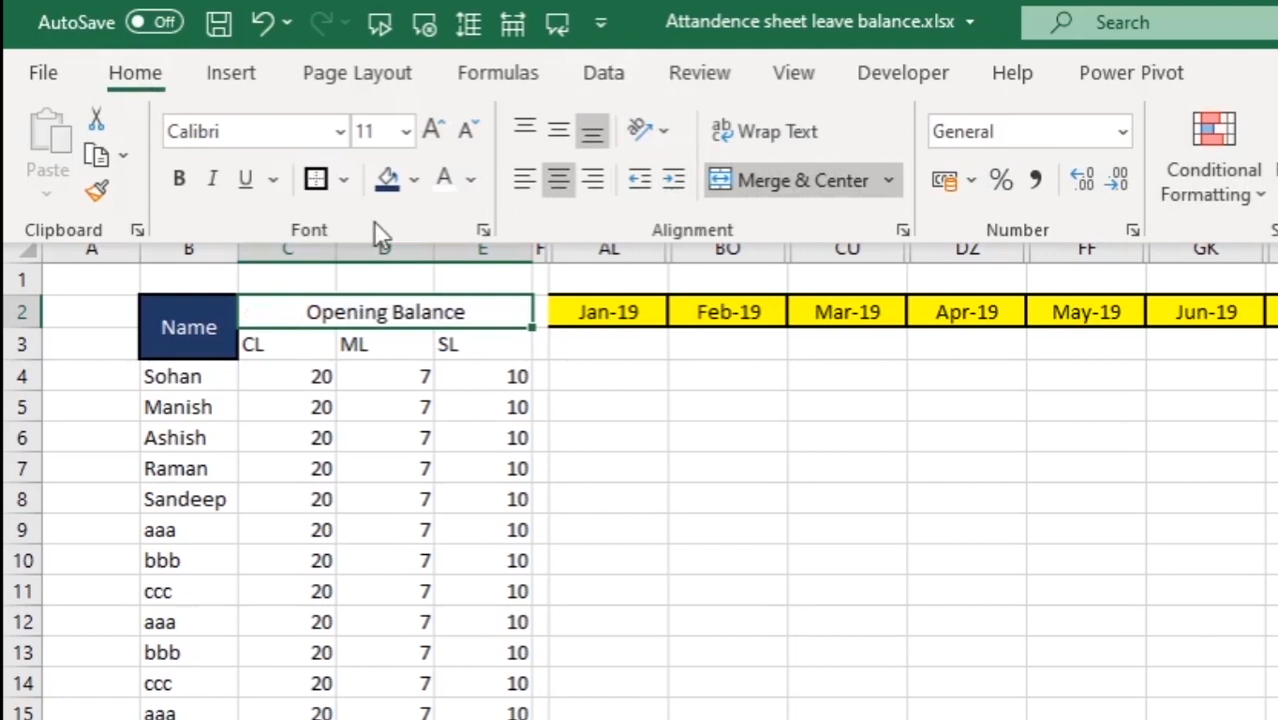 AutoSave Off Attandence sheet leave balance.xlsx Search
File Home Insert Page Layout Formulas Data Review View Developer Help Power Pivot
Calibri 11 A A ab Wrap Text General
Paste B I U A Merge & Center % Conditional Formatting
Clipboard Font Alignment Number
A B C D E F AL BO CU DZ FF GK
1
2 Name Opening Balance Jan-19 Feb-19 Mar-19 Apr-19 May-19 Jun-19
3 CL ML SL
4 Sohan 20 7 10
5 Manish 20 7 10
6 Ashish 20 7 10
7 Raman 20 7 10
8 Sandeep 20 7 10
9 aaa 20 7 10
10 bbb 20 7 10
11 ccc 20 7 10
12 aaa 20 7 10
13 bbb 20 7 10
14 ccc 20 7 10
15 aaa 20 7 10